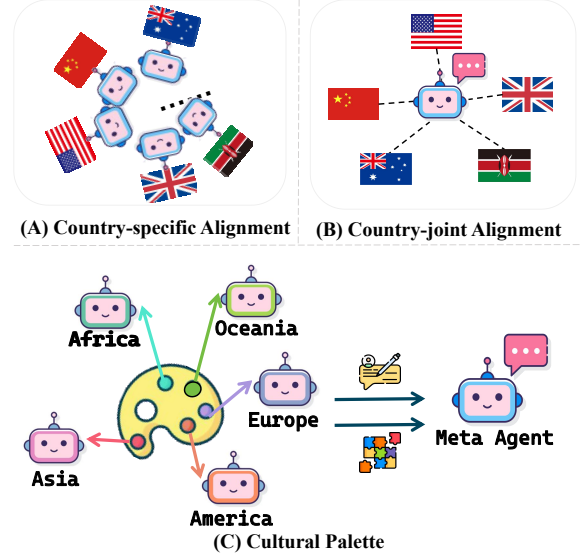 (A) Country-specific Alignment
(B) Country-joint Alignment
Africa
Oceania
Europe
Asia
America
Meta Agent
(C) Cultural Palette